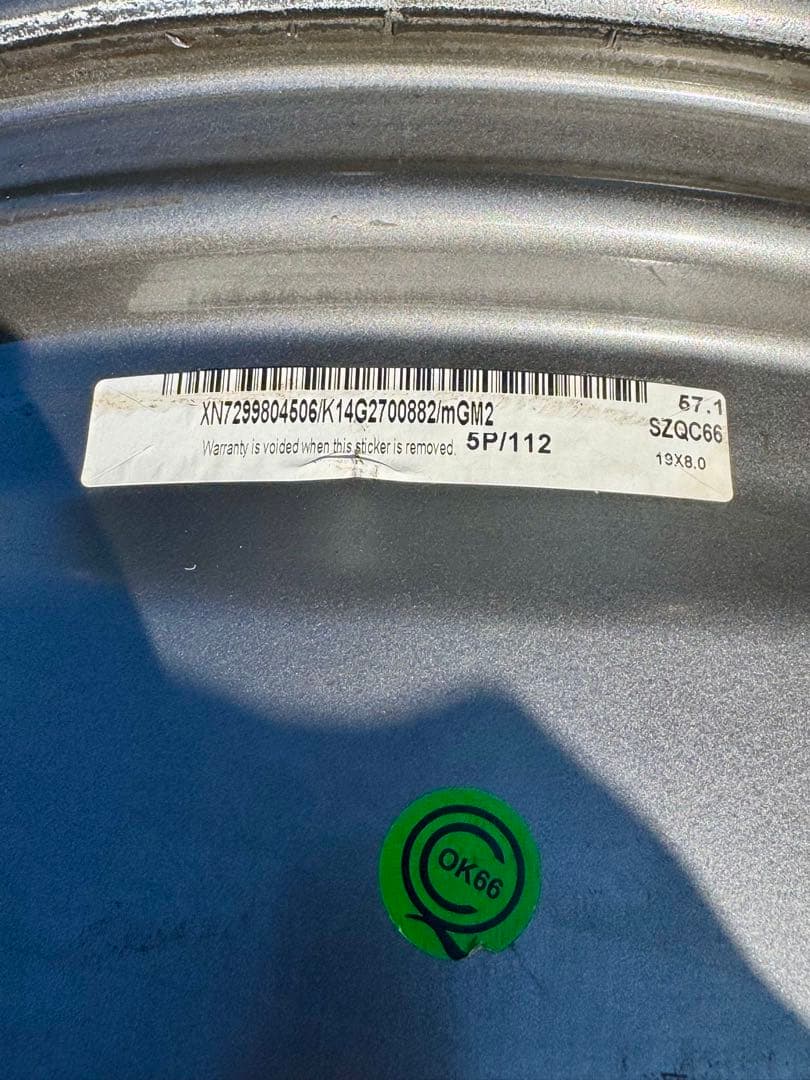 XN7299804506/K14G2700882/mGM2
57.1
SZQC66
Warranty is voided when this sticker is removed. 5P/112
19X8.0
OK66